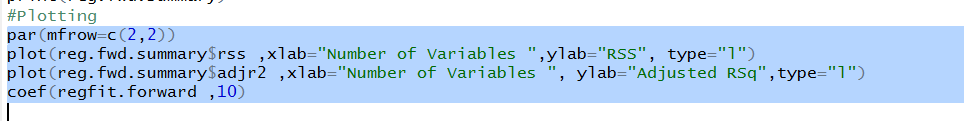 #Plotting
par(mfrow=c(2,2))
plot(reg.fwd.summary$rss ,xlab="Number of Variables ",ylab="RSS", type="l")
plot(reg.fwd.summary$adjr2 ,xlab="Number of Variables ", ylab="Adjusted RSq",type="l")
coef(regfit.forward ,10)